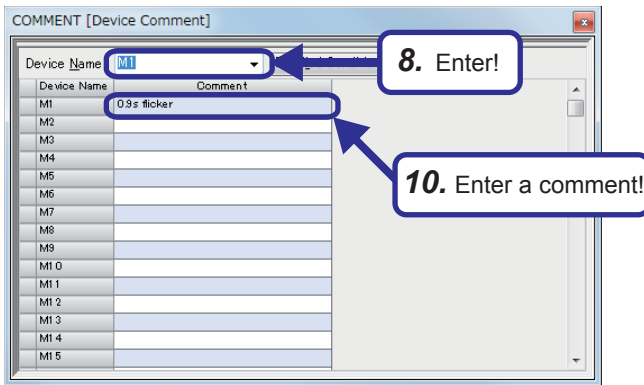 COMMENT [Device Comment]
Device Name M1
8. Enter!
Device Name Comment
M1 0.9s flicker
M2
M3
M4
M5
10. Enter a comment!
M6
M7
M8
M9
M10
M11
M12
M13
M14
M15